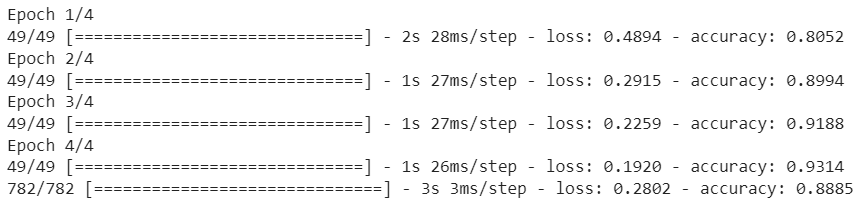 Epoch 1/4
49/49 [==============================] - 2s 28ms/step - loss: 0.4894 - accuracy: 0.8052
Epoch 2/4
49/49 [==============================] - 1s 27ms/step - loss: 0.2915 - accuracy: 0.8994
Epoch 3/4
49/49 [==============================] - 1s 27ms/step - loss: 0.2259 - accuracy: 0.9188
Epoch 4/4
49/49 [==============================] - 1s 26ms/step - loss: 0.1920 - accuracy: 0.9314
782/782 [==============================] - 3s 3ms/step - loss: 0.2802 - accuracy: 0.8885